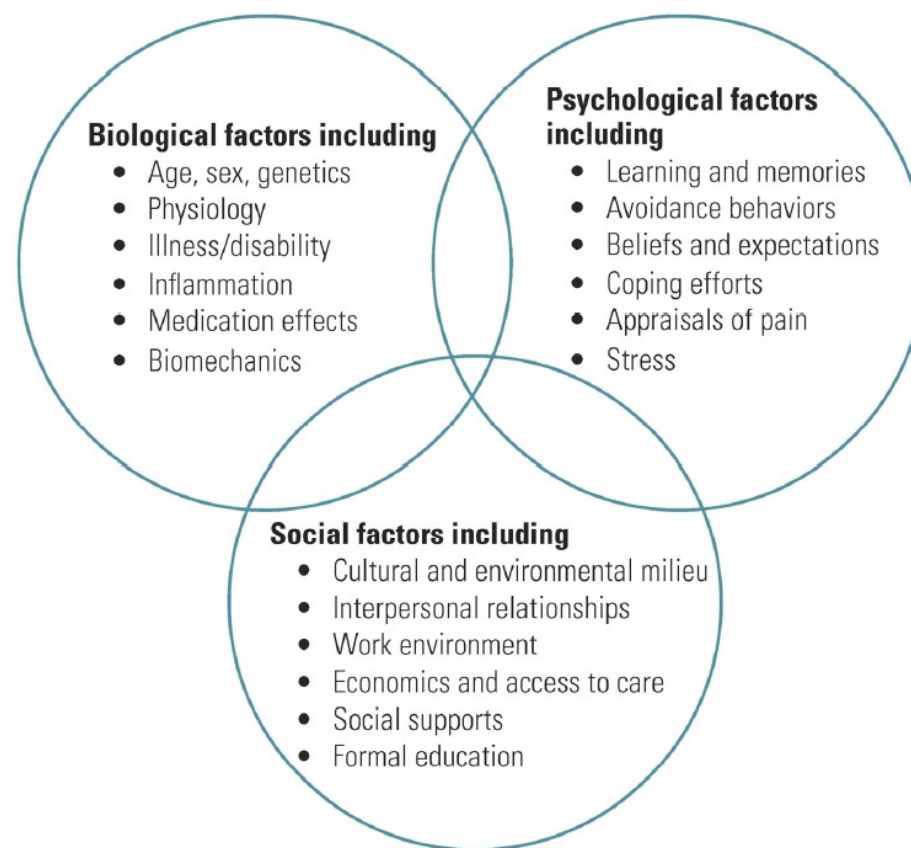 Biological factors including
• Age, sex, genetics
• Physiology
• Illness/disability
• Inflammation
• Medication effects
• Biomechanics
Psychological factors
including
• Learning and memories
• Avoidance behaviors
• Beliefs and expectations
• Coping efforts
• Appraisals of pain
• Stress
Social factors including
• Cultural and environmental milieu
• Interpersonal relationships
• Work environment
• Economics and access to care
• Social supports
• Formal education